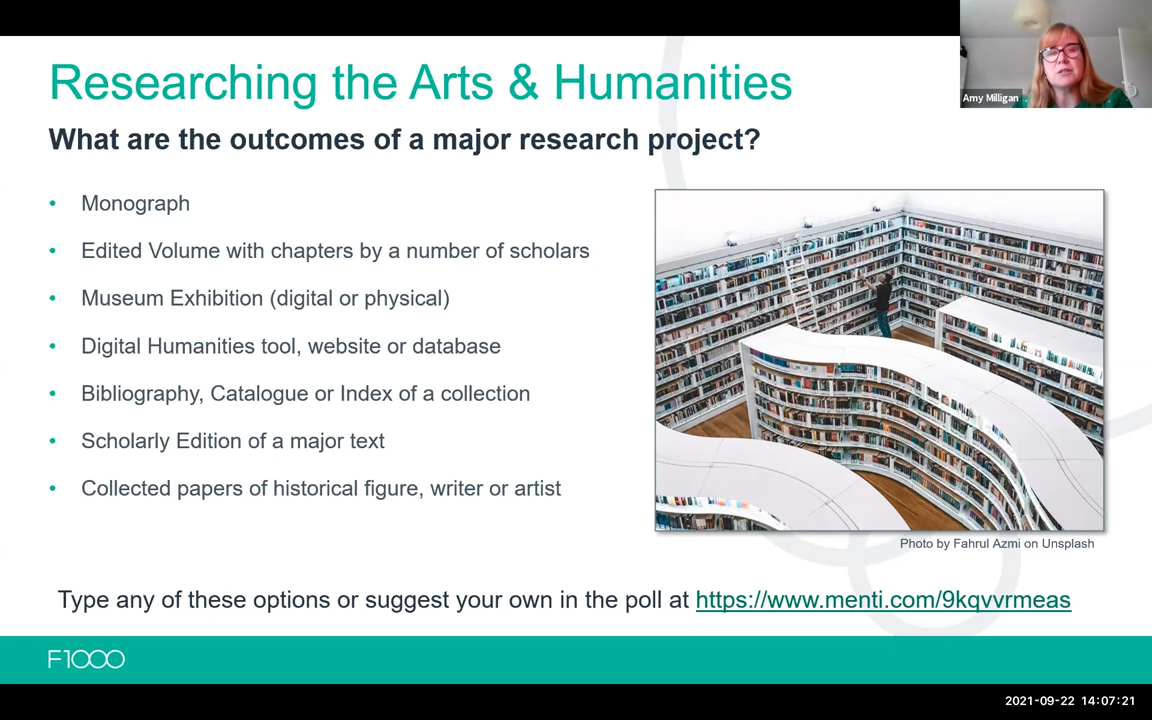 Researching the Arts & Humanities
Amy Milligan
What are the outcomes of a major research project?
• Monograph
• Edited Volume with chapters by a number of scholars
• Museum Exhibition (digital or physical)
• Digital Humanities tool, website or database
• Bibliography, Catalogue or Index of a collection
• Scholarly Edition of a major text
• Collected papers of historical figure, writer or artist
Photo by Fahrul Azmi on Unsplash
Type any of these options or suggest your own in the poll at https://www.menti.com/9kqvvrmeas
F1000
2021-09-22 14:07:21